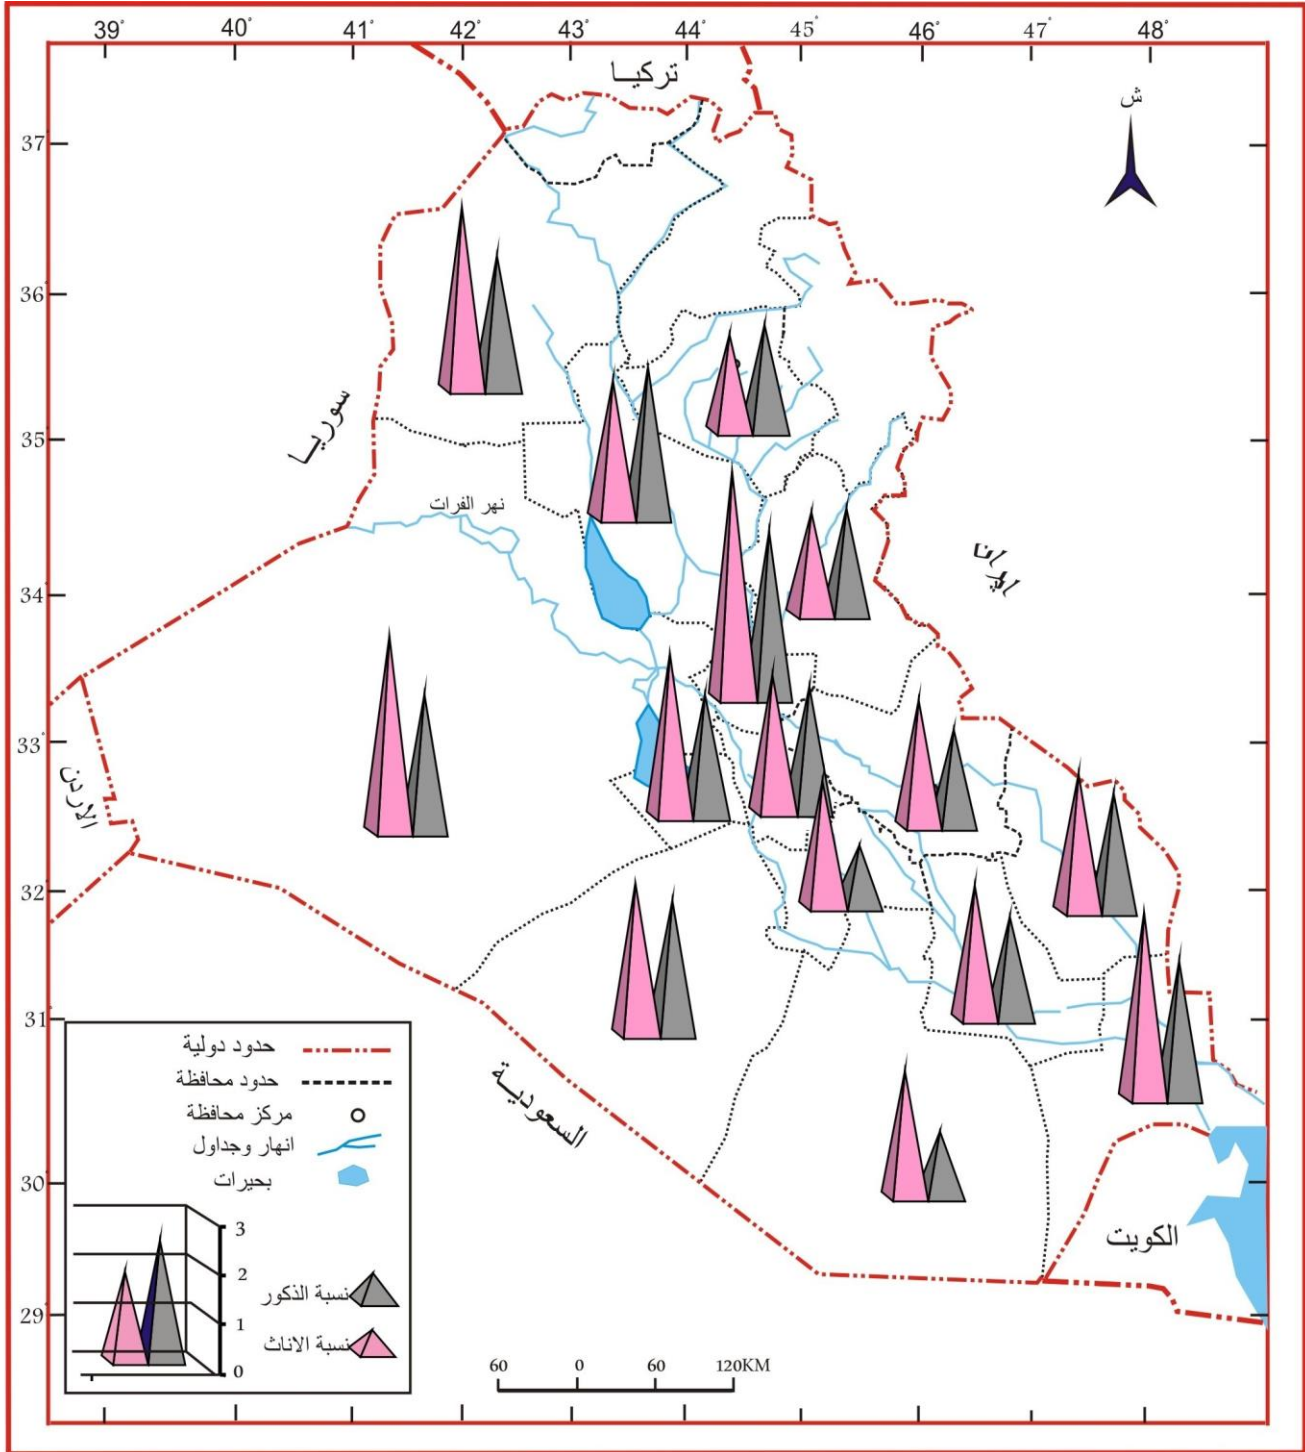 39° 40° 41° 42° 43° 44° 45° 46° 47° 48°
تركيا
ش
37
36
سوريا
35
نهر الفرات
ايران
34
33
الاردن
32
31
حدود دولية
حدود محافظة
السعودية
مركز محافظة
انهار وجداول
بحيرات
30
الكويت
3
2
نسبة الذكور
1
نسبة الاناث
0
29
60 0 60 120KM